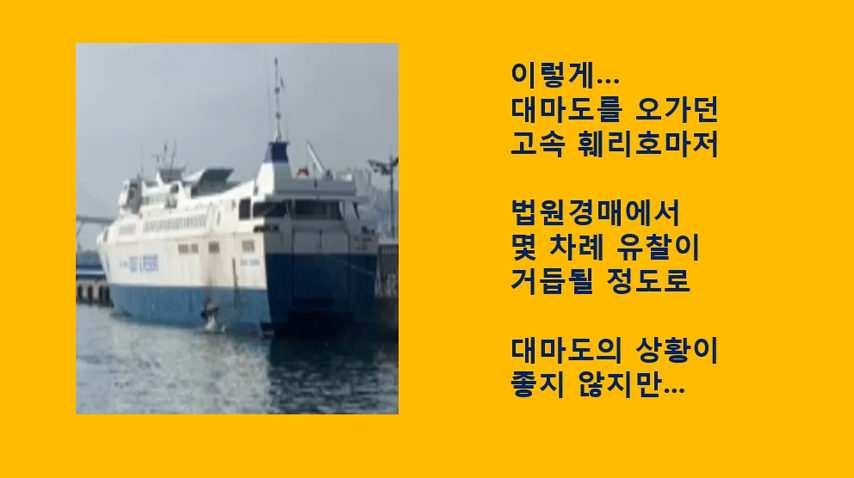 이렇게...
대마도를 오가던
고속 훼리호마저
법원경매에서
몇 차례 유찰이
거듭될 정도로
대마도의 상황이
좋지 않지만...